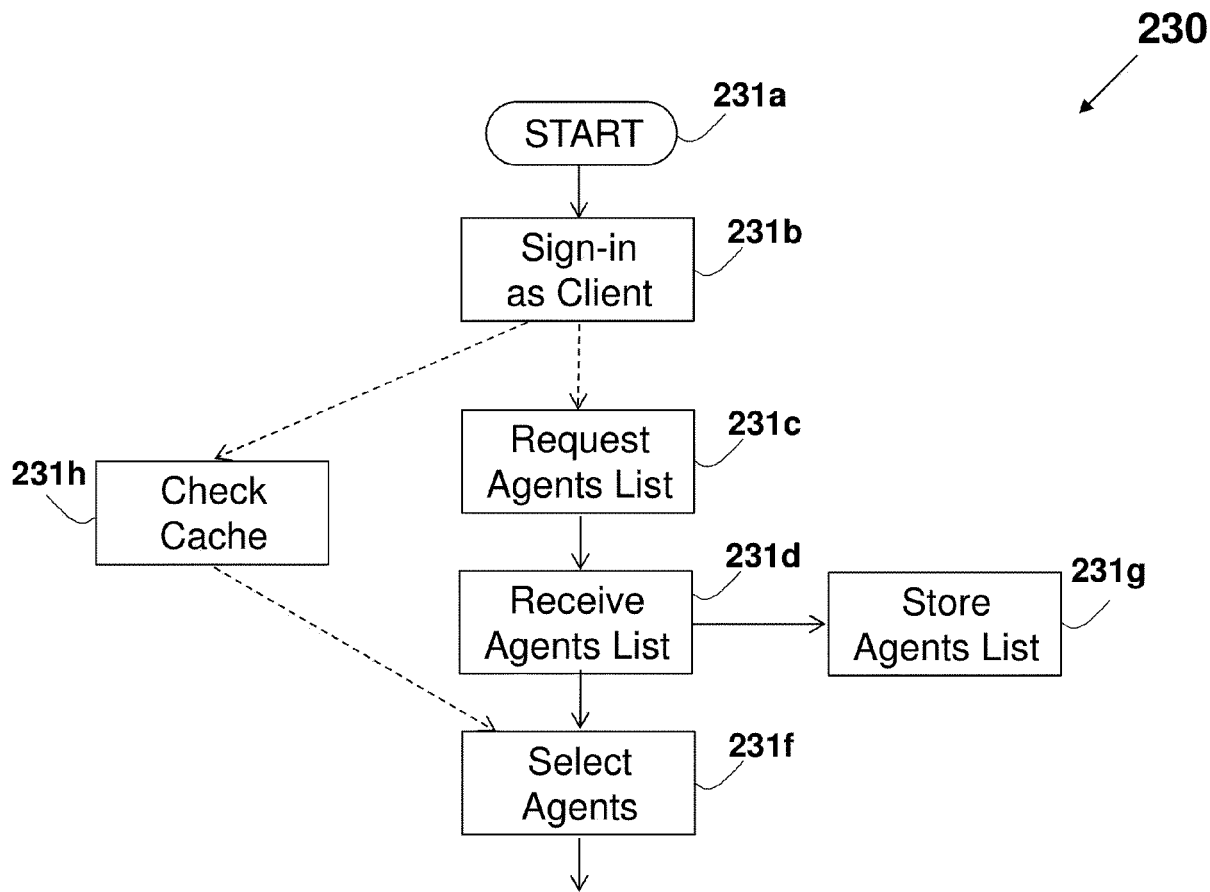 230
START
231a
Sign-in
as Client
231b
Request
Agents List
231c
Check
Cache
231h
Receive
Agents List
231d
Store
Agents List
231g
Select
Agents
231f